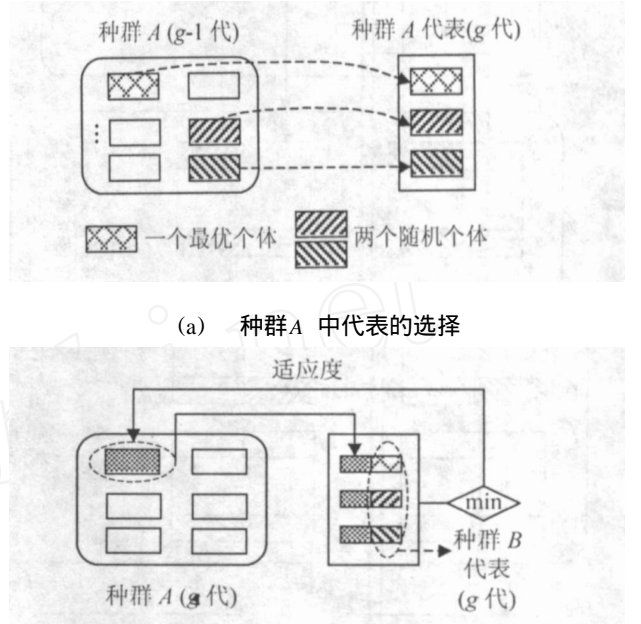 种群 A (g-1 代)
种群 A 代表(g 代)
一个最优个体
两个随机个体
(a) 种群A 中代表的选择
适应度
min
种群 B
代表
(g 代)
种群 A (g 代)